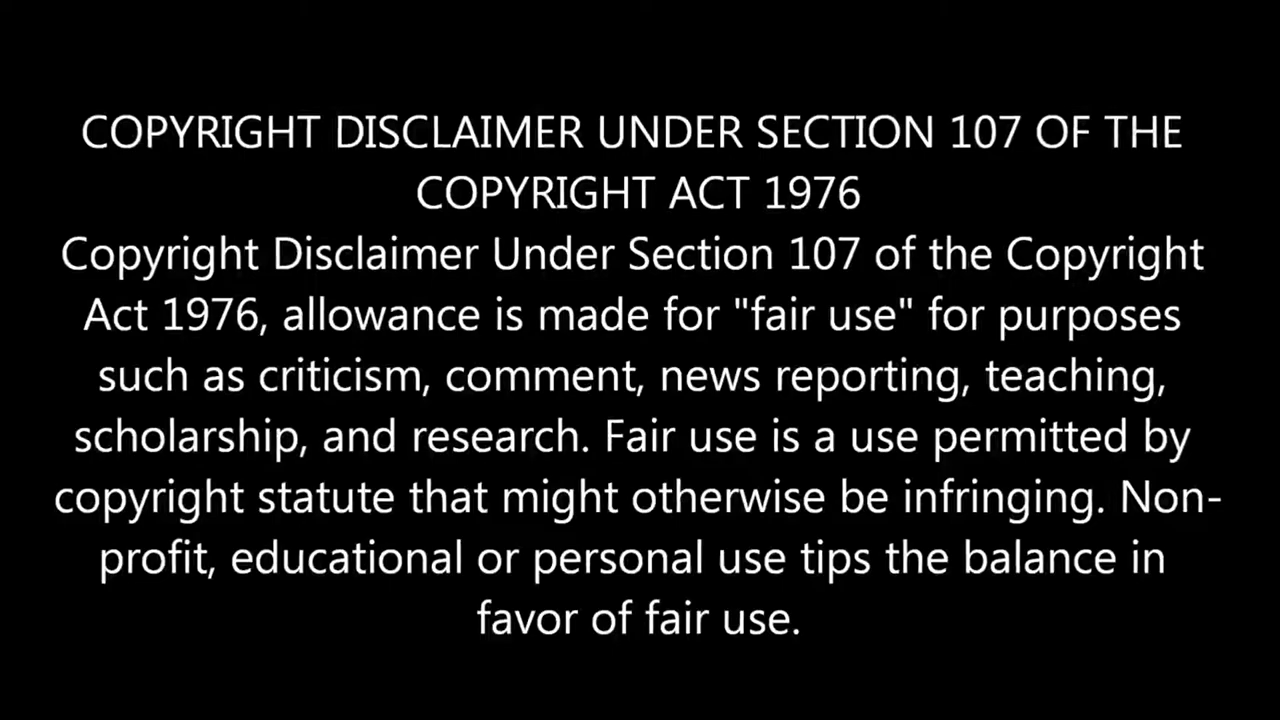 COPYRIGHT DISCLAIMER UNDER SECTION 107 OF THE
COPYRIGHT ACT 1976
Copyright Disclaimer Under Section 107 of the Copyright
Act 1976, allowance is made for "fair use" for purposes
such as criticism, comment, news reporting, teaching,
scholarship, and research. Fair use is a use permitted by
copyright statute that might otherwise be infringing. Non-
profit, educational or personal use tips the balance in
favor of fair use.